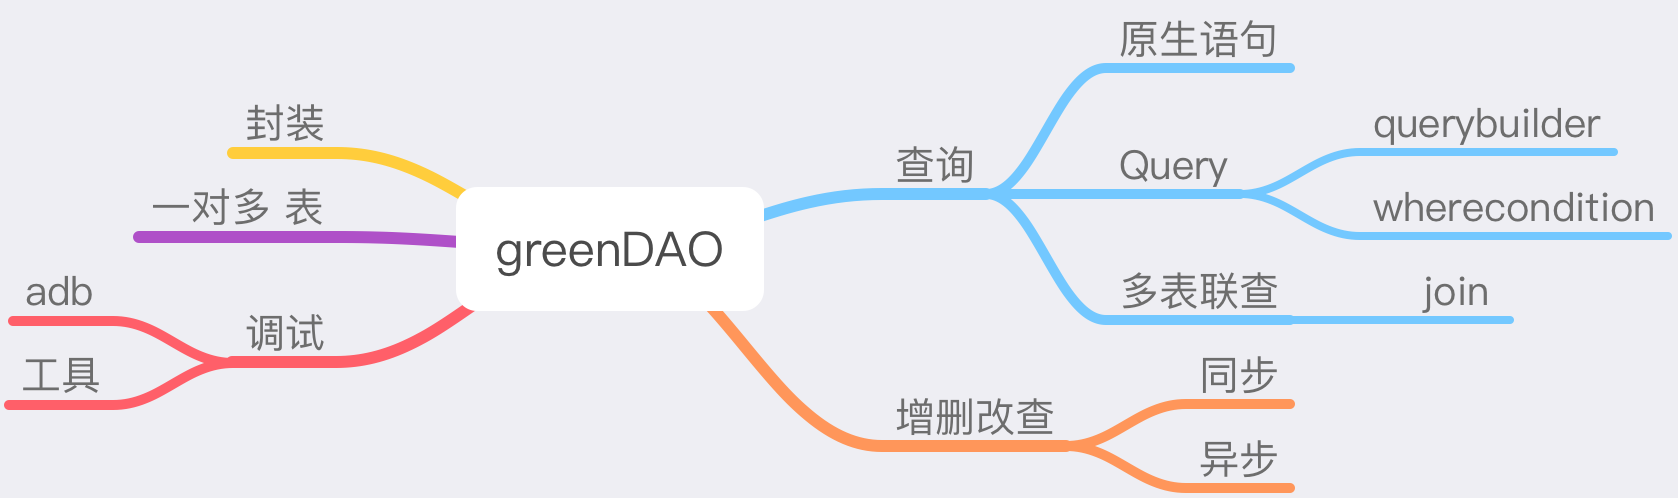 greenDAO
查询
原生语句
Query
querybuilder
wherecondition
多表联查
join
增删改查
同步
异步
封装
一对多 表
调试
adb
工具